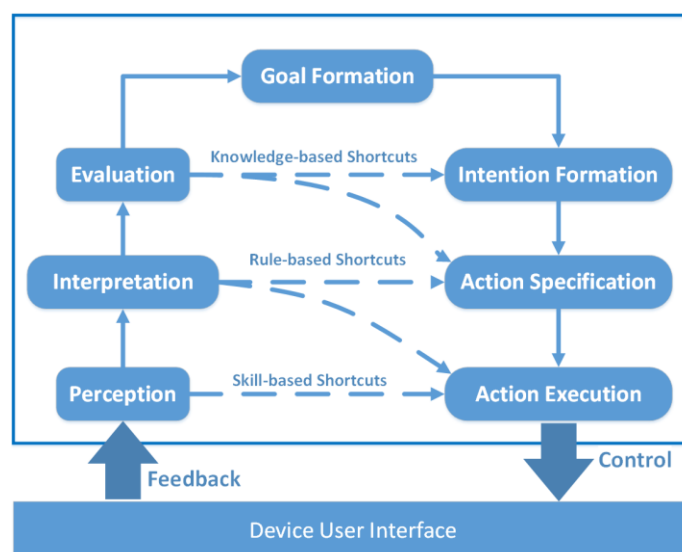 Goal Formation
Knowledge-based Shortcuts
Evaluation
Intention Formation
Rule-based Shortcuts
Interpretation
Action Specification
Skill-based Shortcuts
Perception
Action Execution
Feedback
Control
Device User Interface